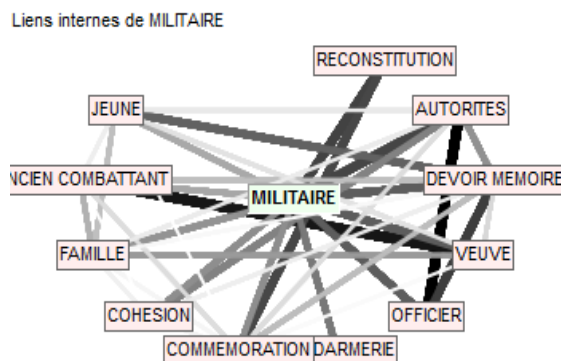 Liens internes de MILITAIRE
RECONSTITUTION
JEUNE
AUTORITES
NCIEN COMBATTANT
DEVOIR MEMOIRE
MILITAIRE
FAMILLE
VEUVE
COHESION
OFFICIER
COMMEMORATION
DARMERIE